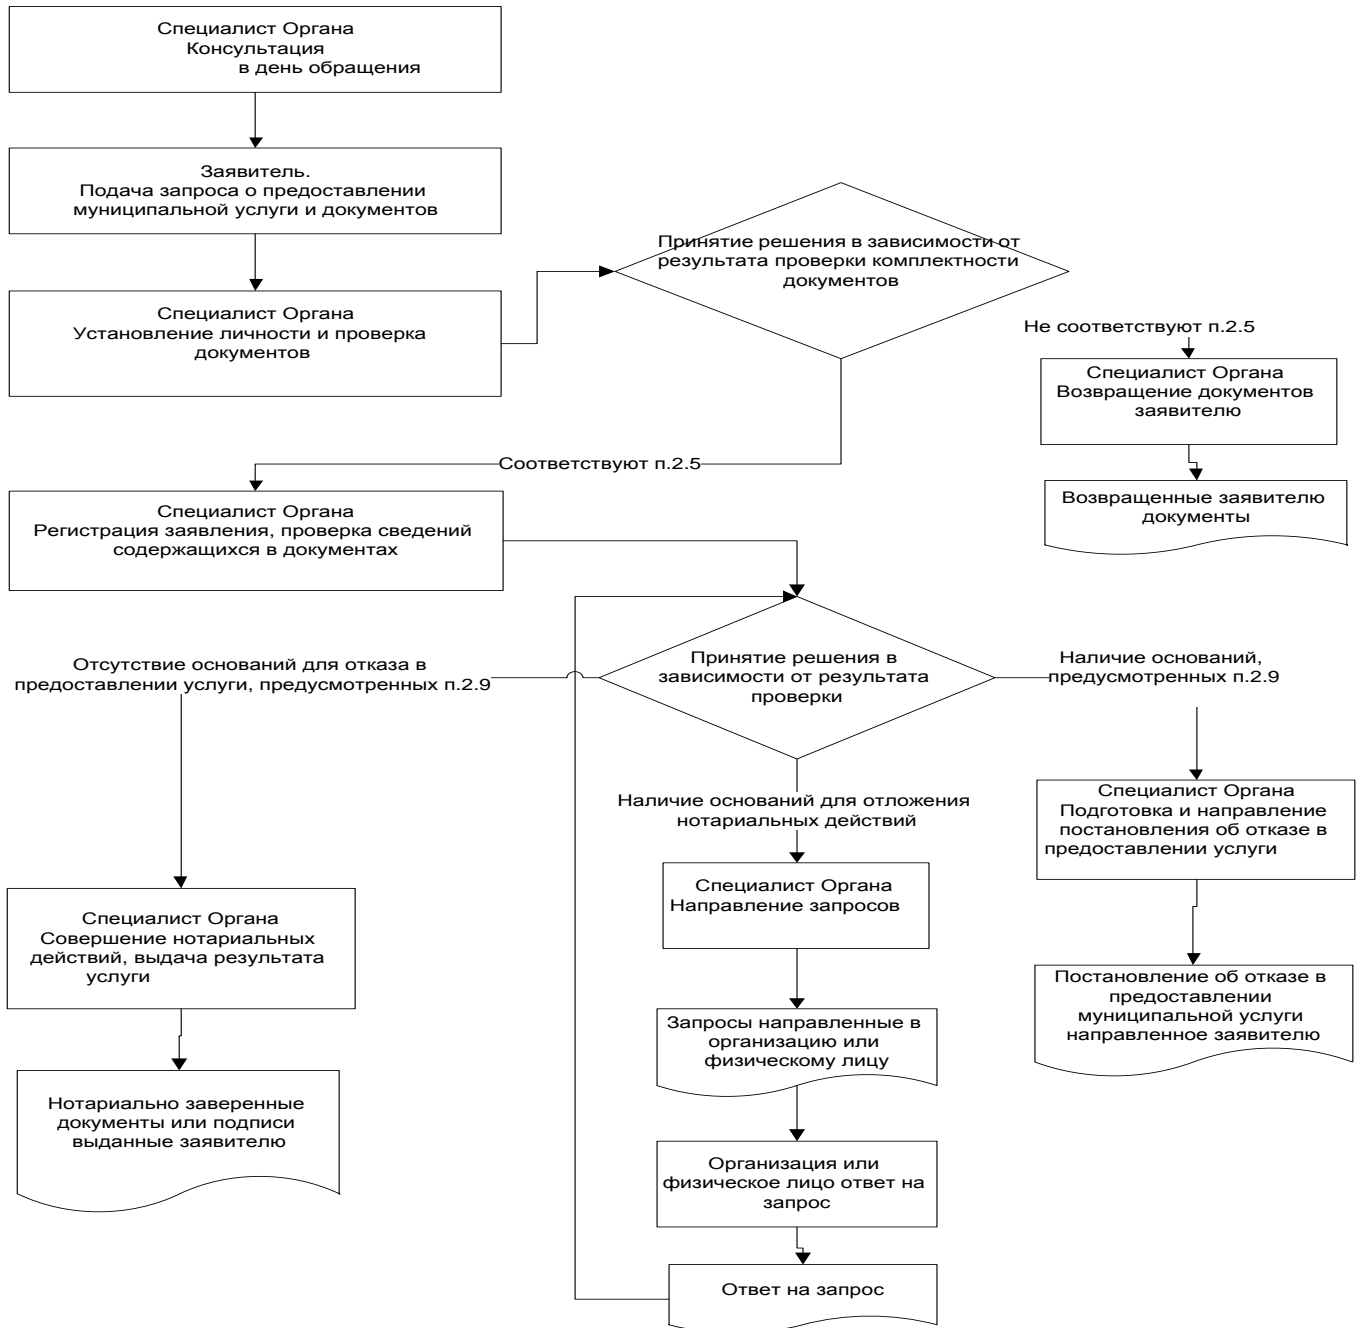 Специалист Органа
Консультация
в день обращения
Заявитель.
Подача запроса о предоставлении
муниципальной услуги и документов
Специалист Органа
Установление личности и проверка
документов
Принятие решения в зависимости от
результата проверки комплектности
документов
Не соответствуют п.2.5
Специалист Органа
Возвращение документов
заявителю
Возвращенные заявителю
документы
Соответствуют п.2.5
Специалист Органа
Регистрация заявления, проверка сведений
содержащихся в документах
Принятие решения в
зависимости от результата
проверки
Отсутствие оснований для отказа в
предоставлении услуги, предусмотренных п.2.9
Наличие оснований,
предусмотренных п.2.9
Наличие оснований для отложения
нотариальных действий
Специалист Органа
Подготовка и направление
постановления об отказе в
предоставлении услуги
Специалист Органа
Направление запросов
Специалист Органа
Совершение нотариальных
действий, выдача результата
услуги
Постановление об отказе в
предоставлении
муниципальной услуги
направленное заявителю
Запросы направленные в
организацию или
физическому лицу
Нотариально заверенные
документы или подписи
выданные заявителю
Организация или
физическое лицо ответ на
запрос
Ответ на запрос